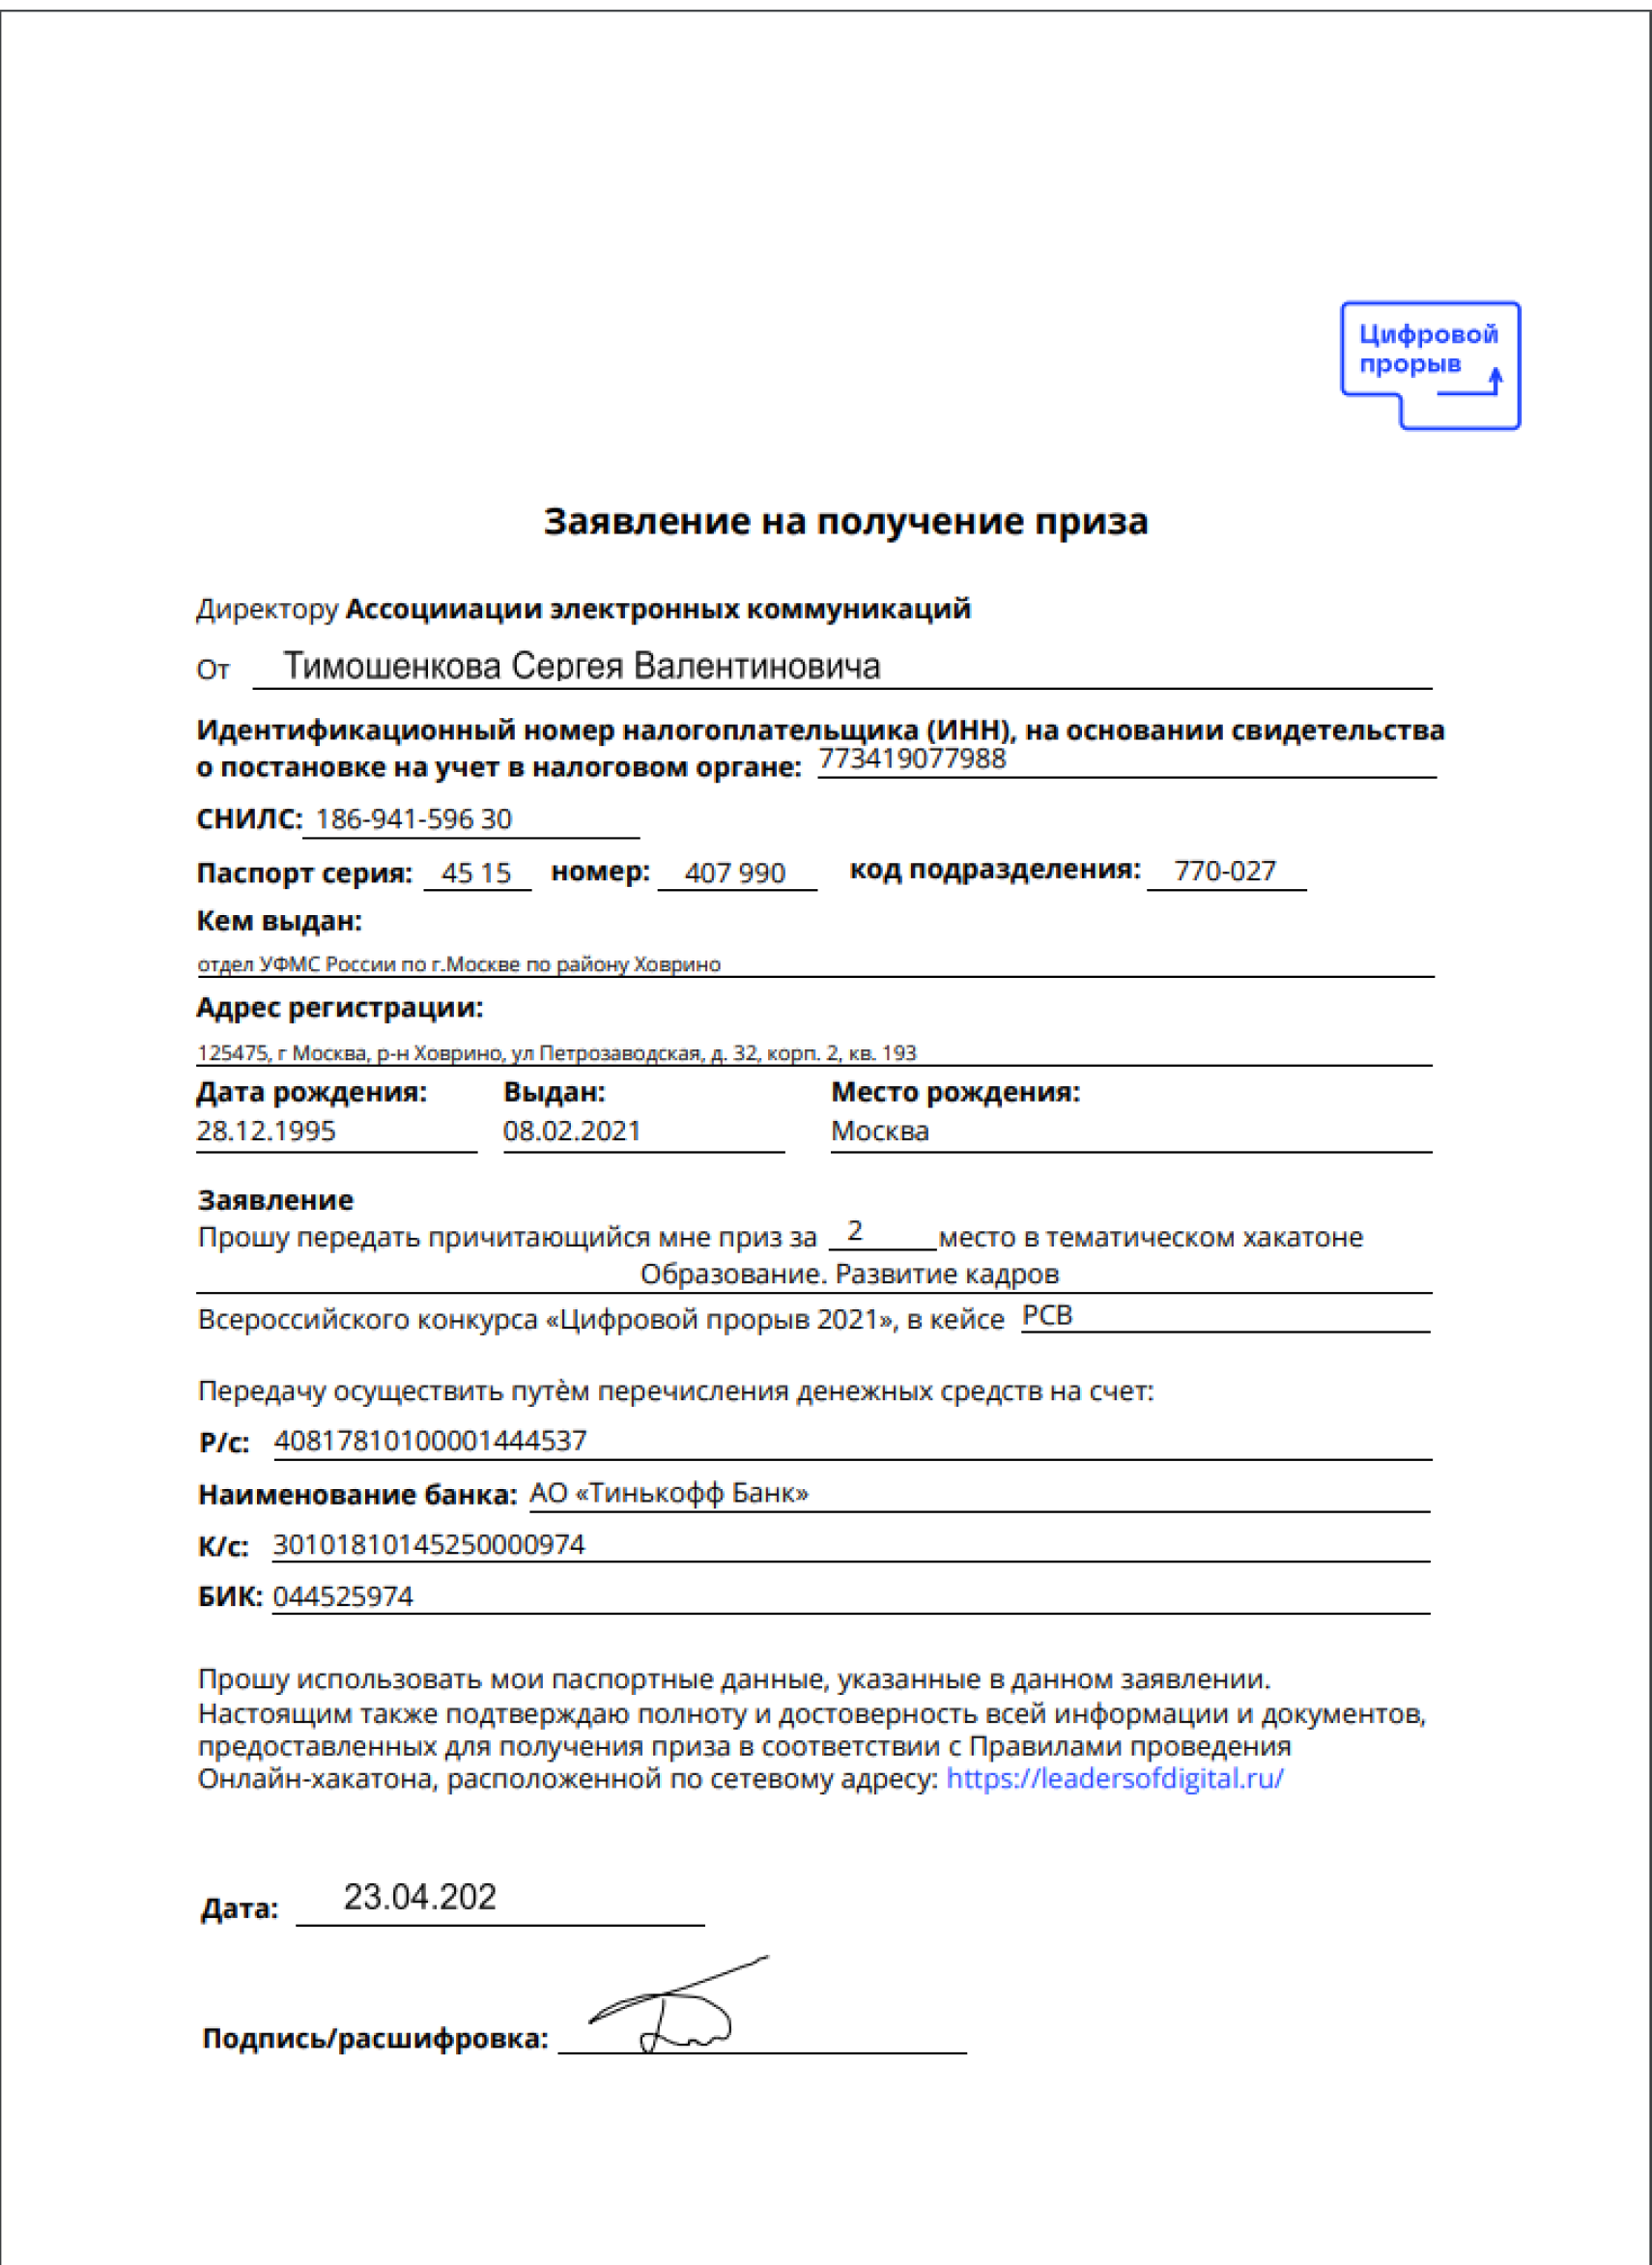 Цифровой
прорыв
Заявление на получение приза
Директору Ассоциации электронных коммуникаций
От Тимошенкова Сергея Валентиновича
Идентификационный номер налогоплательщика (ИНН), на основании свидетельства
о постановке на учет в налоговом органе: 773419077988
СНИЛС: 186-941-596 30
Паспорт серия: 45 15 номер: 407 990 код подразделения: 770-027
Кем выдан:
отдел УФМС России по г.Москве по району Ховрино
Адрес регистрации:
125475, г Москва, р-н Ховрино, ул Петрозаводская, д. 32, корп. 2, кв. 193
Дата рождения: Выдан: Место рождения:
28.12.1995 08.02.2021 Москва
Заявление
Прошу передать причитающийся мне приз за 2 место в тематическом хакатоне
Образование. Развитие кадров
Всероссийского конкурса «Цифровой прорыв 2021», в кейсе РСВ
Передачу осуществить путѐм перечисления денежных средств на счет:
Р/с: 40817810100001444537
Наименование банка: АО «Тинькофф Банк»
К/с: 30101810145250000974
БИК: 044525974
Прошу использовать мои паспортные данные, указанные в данном заявлении.
Настоящим также подтверждаю полноту и достоверность всей информации и документов,
предоставленных для получения приза в соответствии с Правилами проведения
Онлайн-хакатона, расположенной по сетевому адресу: https://leadersofdigital.ru/
Дата: 23.04.202
Подпись/расшифровка: